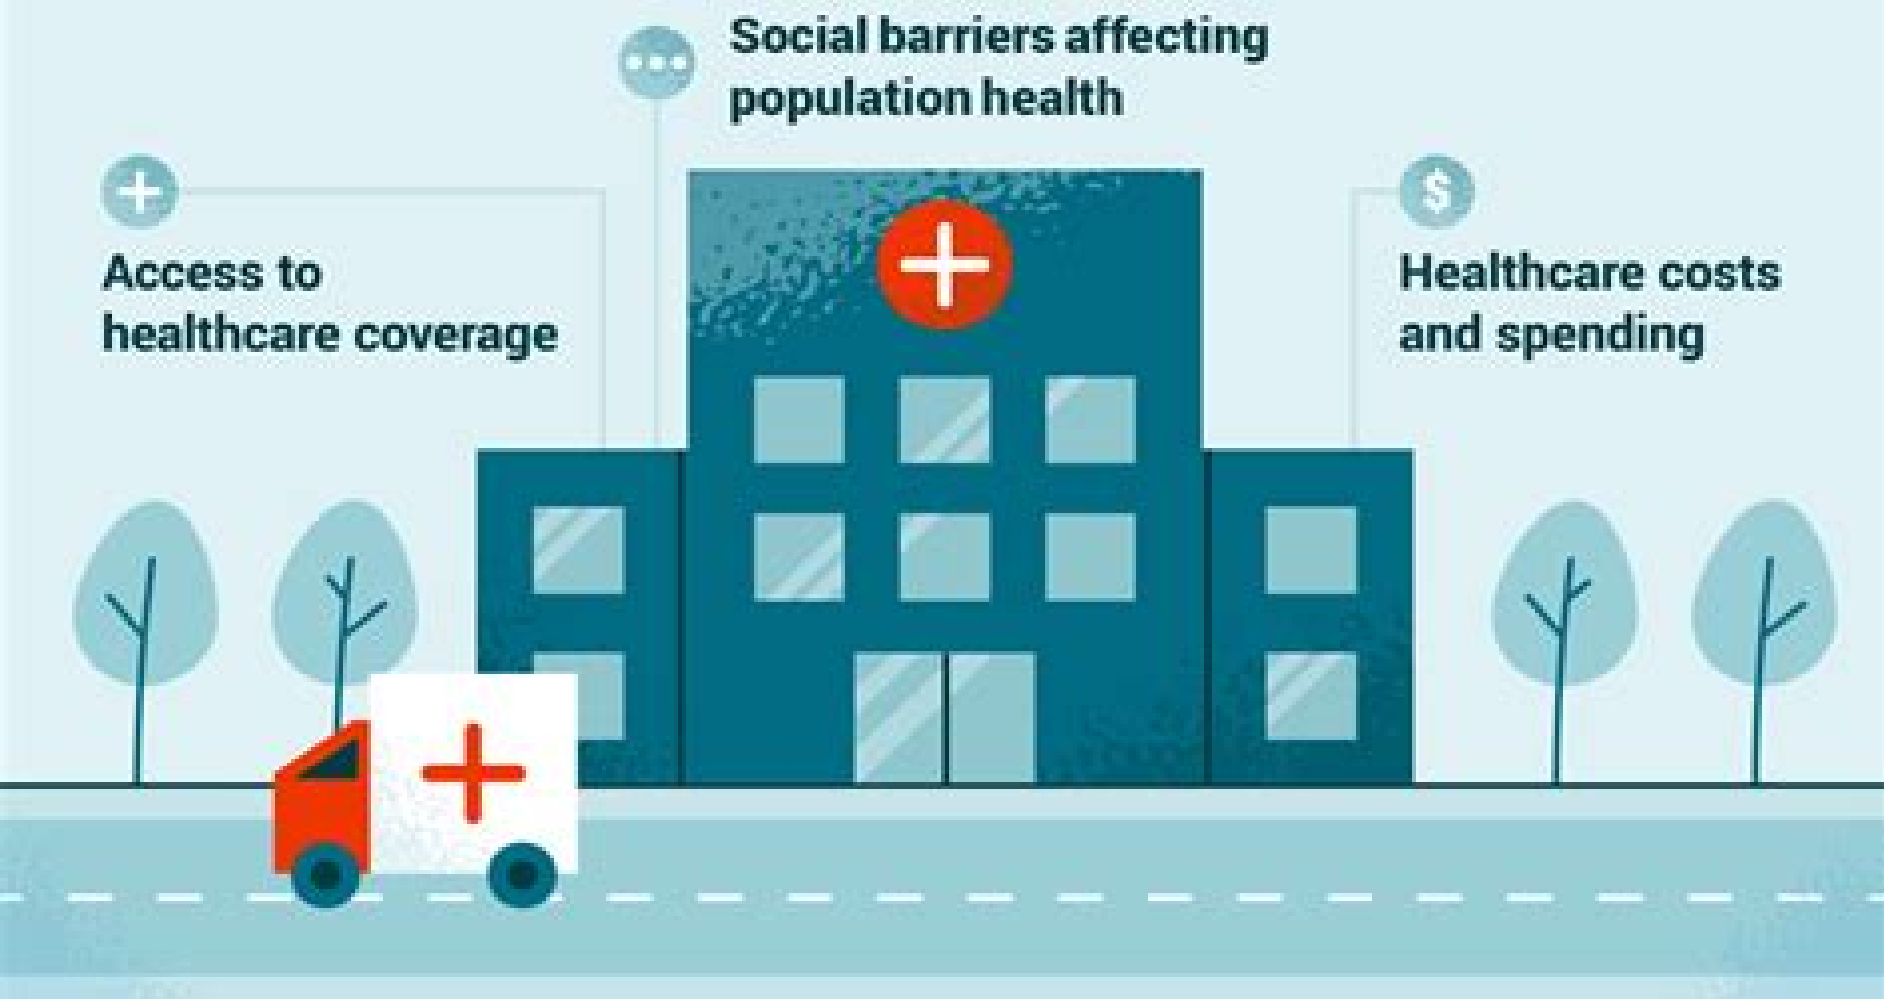 Social barriers affecting
population health
Access to
healthcare coverage
$
Healthcare costs
and spending